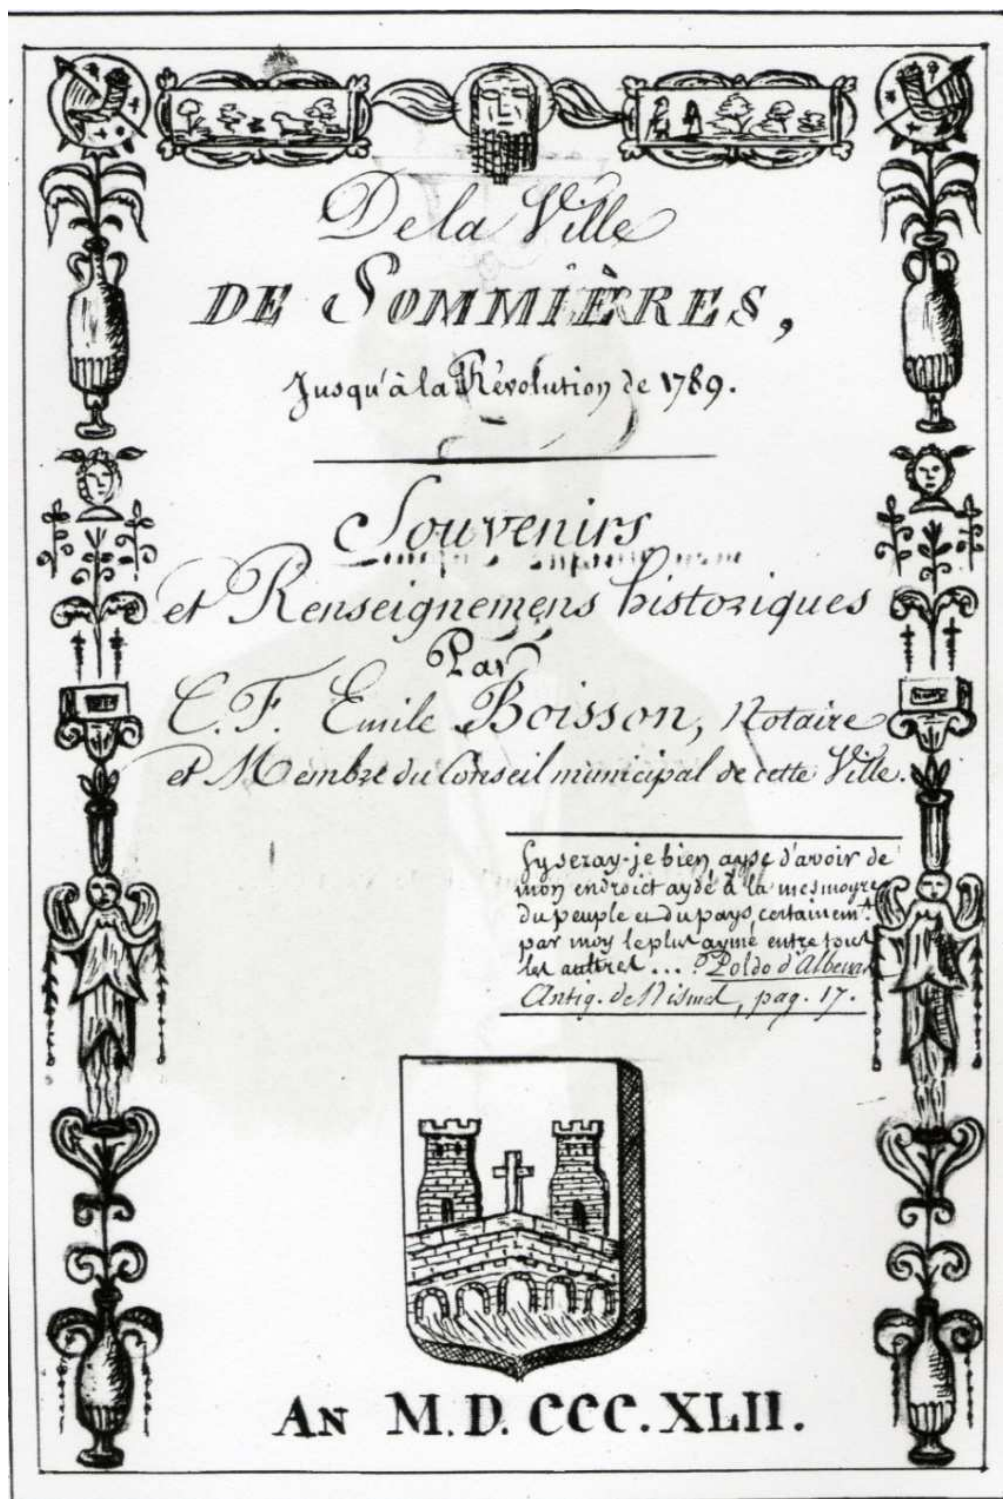 De la Ville
DE SOMMIÈRES,
Jusqu'à la Révolution de 1789.
Souvenirs
et Renseignemens historiques
Par
C. F. Emile Boisson, Notaire
et Membre du Conseil municipal de cette Ville.
sy seray-je bien ayse d'avoir de
mon endroict aydé à la mesmoyre
du peuple et du pays, certainem.t
par moy le plus aymé entre tous
les aultres.... Poldo d'Albenas
Antiq. de Nismes, pag. 17.
AN M.D.CCC.XLII.